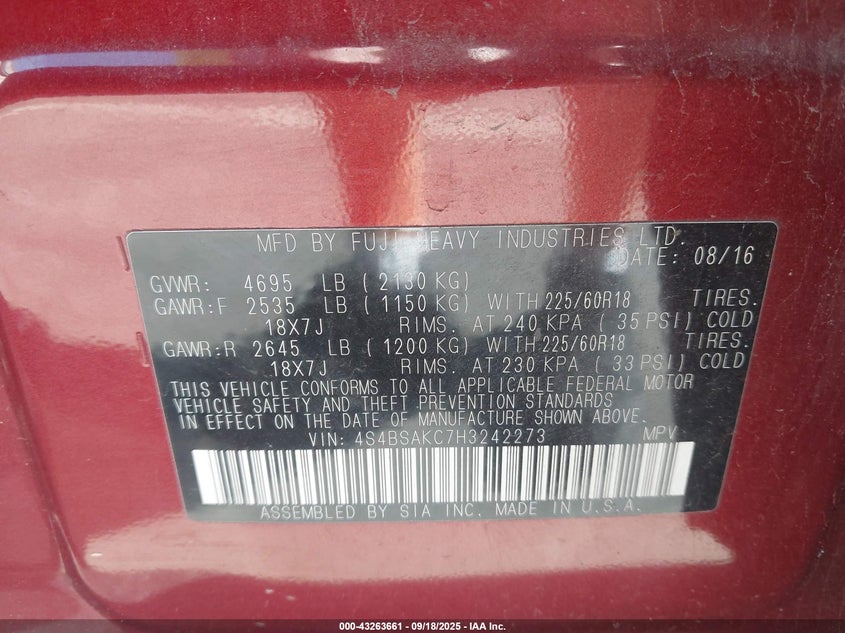 MFD BY FUJI HEAVY INDUSTRIES LTD.
DATE: 08/16
GVWR: 4695 LB ( 2130 KG)
GAWR:F 2535 LB ( 1150 KG) WITH 225/60R18 TIRES.
18X7J RIMS. AT 240 KPA ( 35 PSI) COLD
GAWR:R 2645 LB ( 1200 KG) WITH 225/60R18 TIRES.
18X7J RIMS. AT 230 KPA ( 33 PSI) COLD
THIS VEHICLE CONFORMS TO ALL APPLICABLE FEDERAL MOTOR
VEHICLE SAFETY AND THEFT PREVENTION STANDARDS
IN EFFECT ON THE DATE OF MANUFACTURE SHOWN ABOVE.
VIN: 4S4BSAKC7H3242273 MPV
ASSEMBLED BY SIA INC. MADE IN U.S.A.
000-43263661 - 09/18/2025 - IAA Inc.